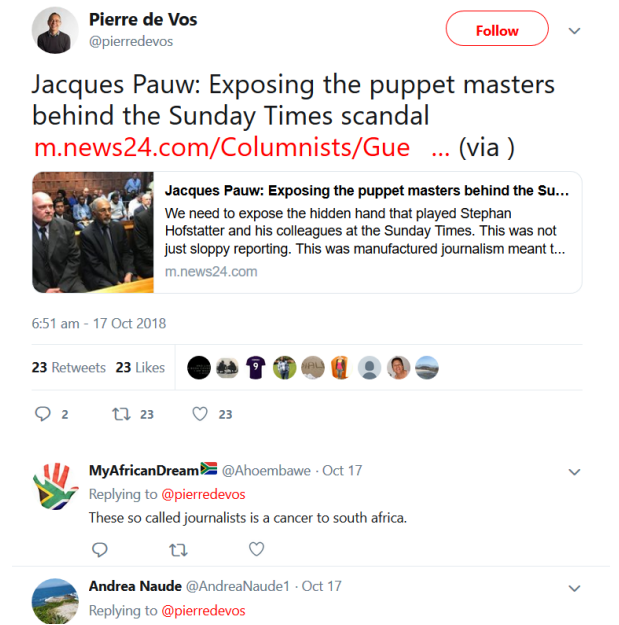 Pierre de Vos
@pierredevos
Follow
Jacques Pauw: Exposing the puppet masters
behind the Sunday Times scandal
m.news24.com/Columnists/Gue ... (via )
Jacques Pauw: Exposing the puppet masters behind the Su...
We need to expose the hidden hand that played Stephan
Hofstatter and his colleagues at the Sunday Times. This was not
just sloppy reporting. This was manufactured journalism meant t...
m.news24.com
6:51 am - 17 Oct 2018
23 Retweets 23 Likes
9
2 23 23
MyAfricanDream @Ahoembawe · Oct 17
Replying to @pierredevos
These so called journalists is a cancer to south africa.
Andrea Naude @AndreaNaude1 · Oct 17
Replying to @pierredevos